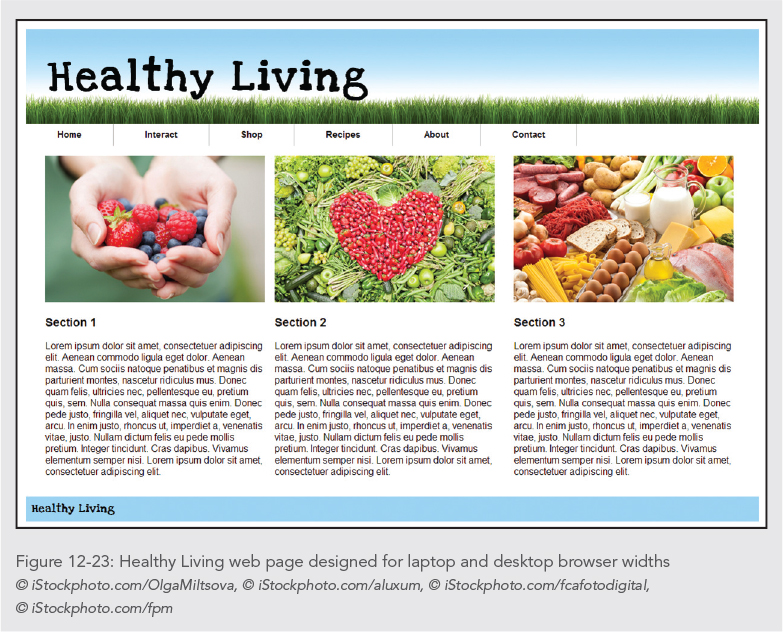 Healthy Living
Home Interact Shop Recipes About Contact
Section 1
Lorem ipsum dolor sit amet, consectetuer adipiscing
elit. Aenean commodo ligula eget dolor. Aenean
massa. Cum sociis natoque penatibus et magnis dis
parturient montes, nascetur ridiculus mus. Donec
quam felis, ultricies nec, pellentesque eu, pretium
quis, sem. Nulla consequat massa quis enim. Donec
pede justo, fringilla vel, aliquet nec, vulputate eget,
arcu. In enim justo, rhoncus ut, imperdiet a, venenatis
vitae, justo. Nullam dictum felis eu pede mollis
pretium. Integer tincidunt. Cras dapibus. Vivamus
elementum semper nisi. Lorem ipsum dolor sit amet,
consectetuer adipiscing elit.
Section 2
Lorem ipsum dolor sit amet, consectetuer adipiscing
elit. Aenean commodo ligula eget dolor. Aenean
massa. Cum sociis natoque penatibus et magnis dis
parturient montes, nascetur ridiculus mus. Donec
quam felis, ultricies nec, pellentesque eu, pretium
quis, sem. Nulla consequat massa quis enim. Donec
pede justo, fringilla vel, aliquet nec, vulputate eget,
arcu. In enim justo, rhoncus ut, imperdiet a, venenatis
vitae, justo. Nullam dictum felis eu pede mollis
pretium. Integer tincidunt. Cras dapibus. Vivamus
elementum semper nisi. Lorem ipsum dolor sit amet,
consectetuer adipiscing elit.
Section 3
Lorem ipsum dolor sit amet, consectetuer adipiscing
elit. Aenean commodo ligula eget dolor. Aenean
massa. Cum sociis natoque penatibus et magnis dis
parturient montes, nascetur ridiculus mus. Donec
quam felis, ultricies nec, pellentesque eu, pretium
quis, sem. Nulla consequat massa quis enim. Donec
pede justo, fringilla vel, aliquet nec, vulputate eget,
arcu. In enim justo, rhoncus ut, imperdiet a, venenatis
vitae, justo. Nullam dictum felis eu pede mollis
pretium. Integer tincidunt. Cras dapibus. Vivamus
elementum semper nisi. Lorem ipsum dolor sit amet,
consectetuer adipiscing elit.
Healthy Living
Figure 12-23: Healthy Living web page designed for laptop and desktop browser widths
© iStockphoto.com/OlgaMiltsova, © iStockphoto.com/aluxum, © iStockphoto.com/fcafotodigital,
© iStockphoto.com/fpm